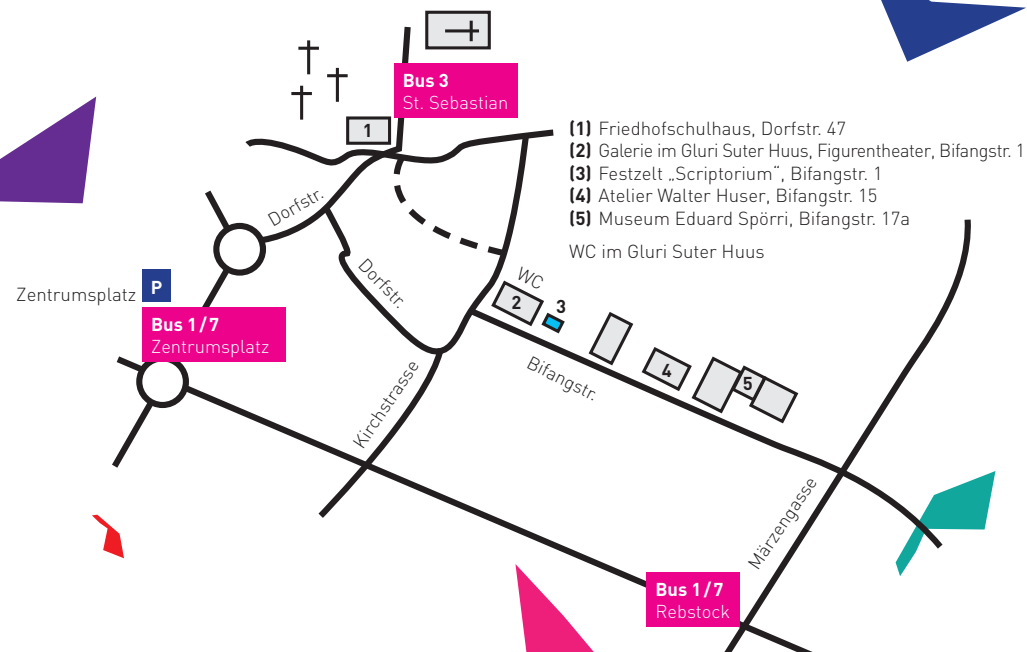 Bus 3
St. Sebastian
1
(1) Friedhofschulhaus, Dorfstr. 47
(2) Galerie im Gluri Suter Huus, Figurentheater, Bifangstr. 1
(3) Festzelt „Scriptorium“, Bifangstr. 1
(4) Atelier Walter Huser, Bifangstr. 15
(5) Museum Eduard Spörri, Bifangstr. 17a
WC im Gluri Suter Huus
Dorfstr.
Dorfstr.
Zentrumsplatz
P
Bus 1/7
Zentrumsplatz
WC
2
3
4
5
Bifangstr.
Kirchstrasse
Märzengasse
Bus 1/7
Rebstock